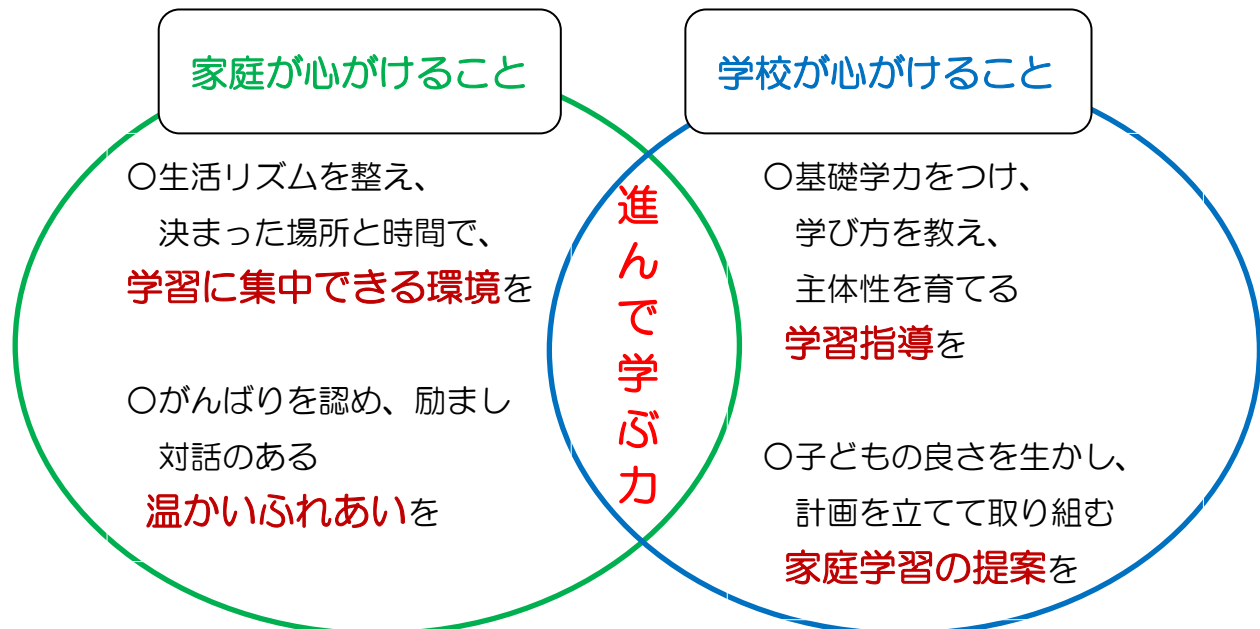 家庭が心がけること
〇生活リズムを整え、
決まった場所と時間で、
学習に集中できる環境を
〇がんばりを認め、励まし
対話のある
温かいふれあいを
進んで学ぶ力
学校が心がけること
〇基礎学力をつけ、
学び方を教え、
主体性を育てる
学習指導を
〇子どもの良さを生かし、
計画を立てて取り組む
家庭学習の提案を